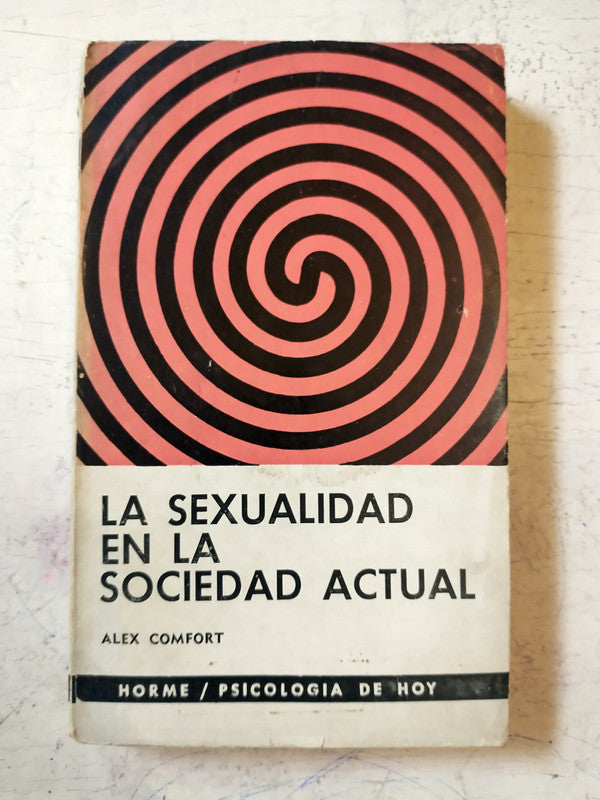 LA SEXUALIDAD
EN LA
SOCIEDAD ACTUAL
ALEX COMFORT
HORME / PSICOLOGIA DE HOY